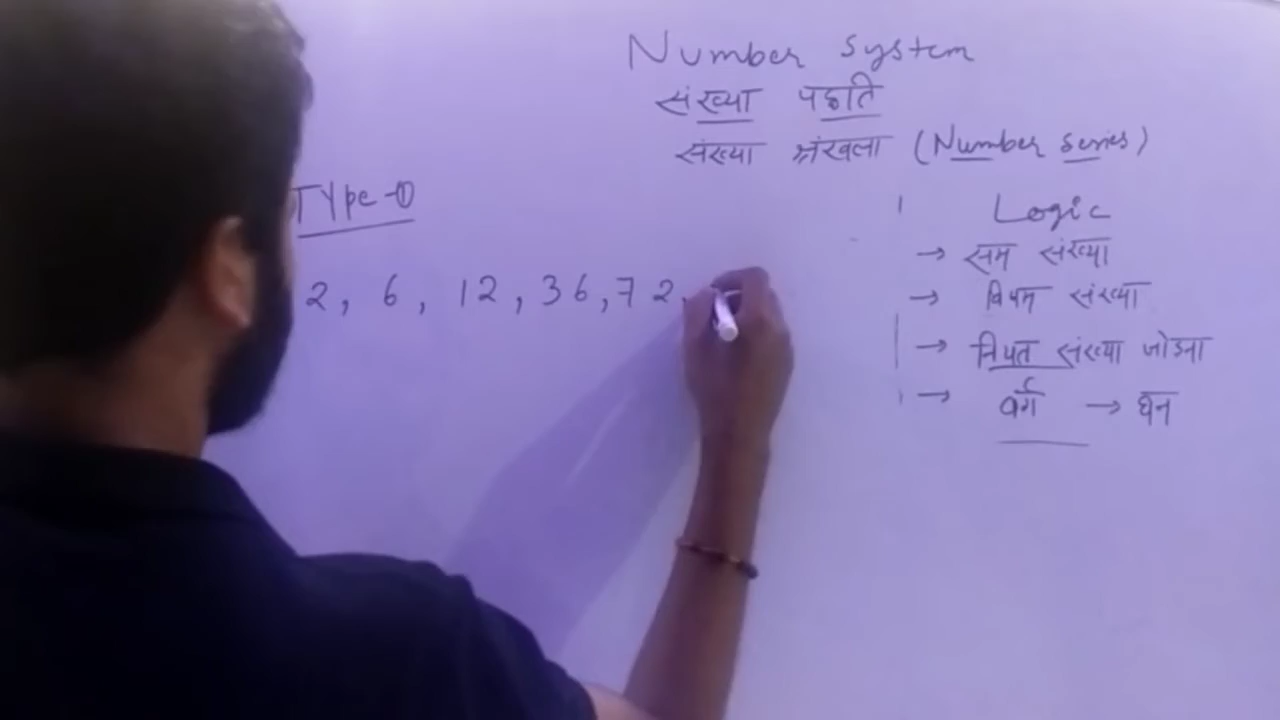 Number System
संख्या पद्धति
संख्या श्रंखला (Number Series)
Type-①
2, 6, 12, 36, 72,
Logic
→ सम संख्या
→ विषम संख्या
→ नियत संख्या जोडना
→ वर्ग → घन